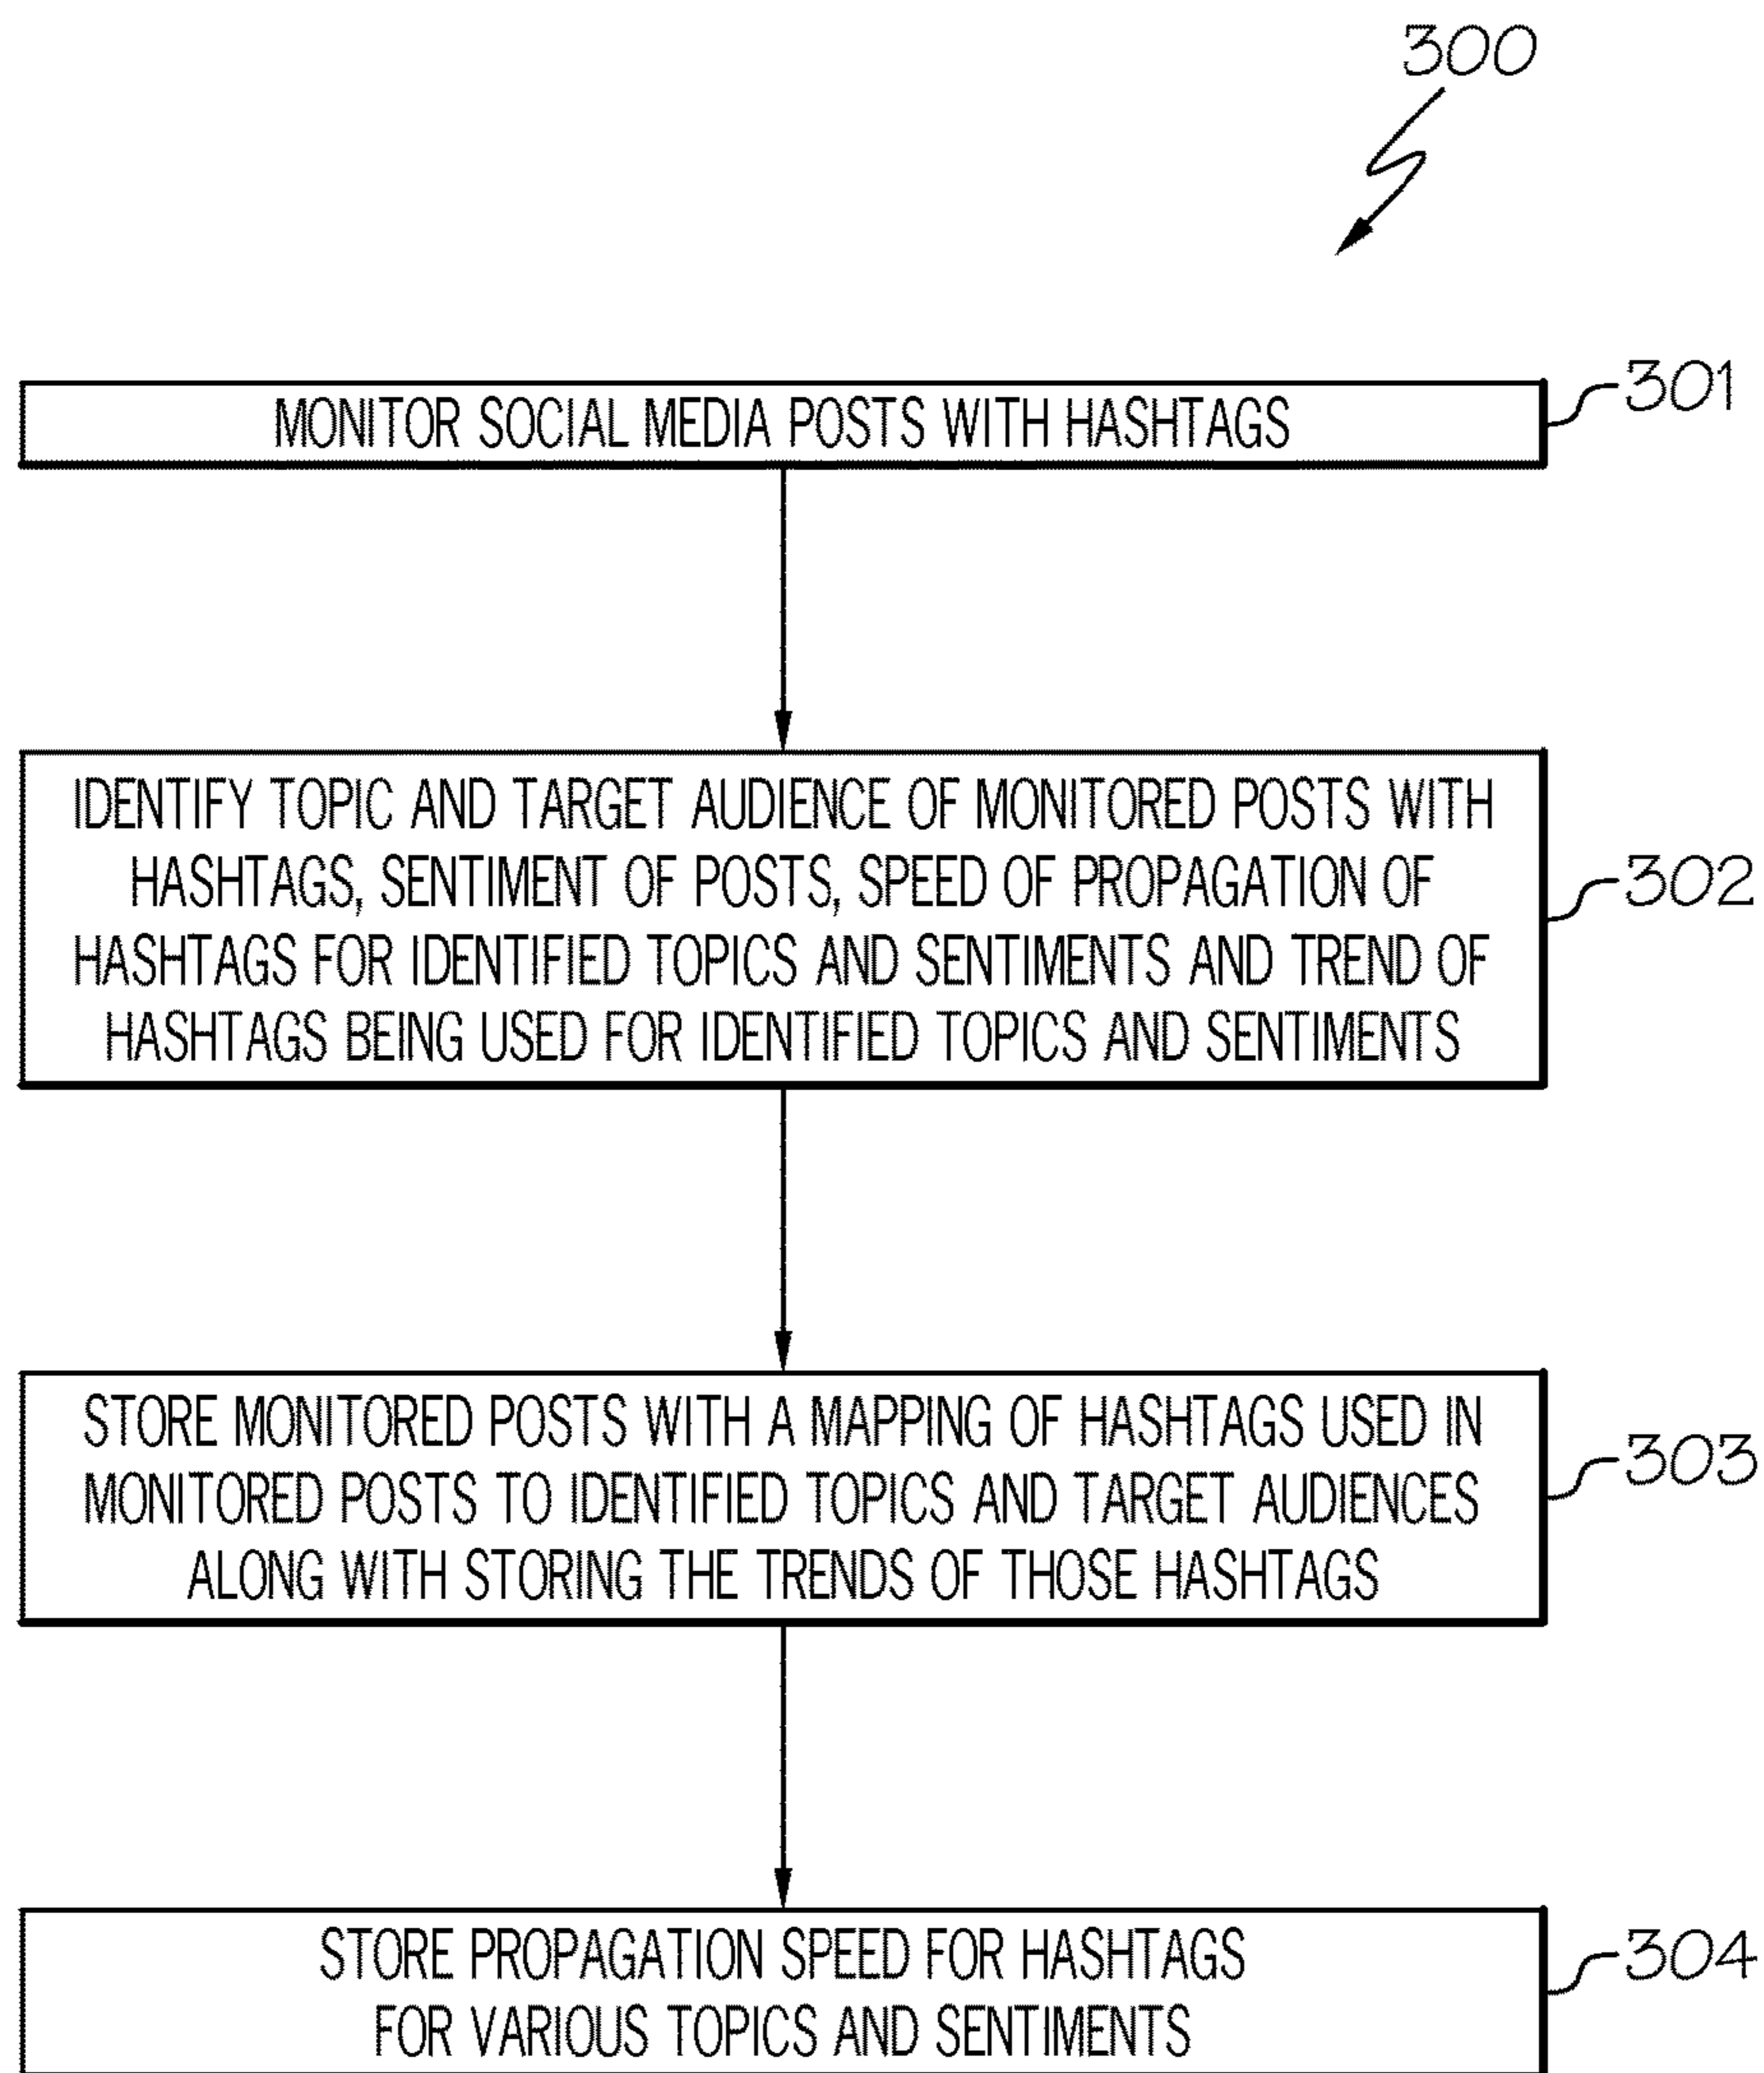 300
MONITOR SOCIAL MEDIA POSTS WITH HASHTAGS
301
IDENTIFY TOPIC AND TARGET AUDIENCE OF MONITORED POSTS WITH
HASHTAGS, SENTIMENT OF POSTS, SPEED OF PROPAGATION OF
HASHTAGS FOR IDENTIFIED TOPICS AND SENTIMENTS AND TREND OF
HASHTAGS BEING USED FOR IDENTIFIED TOPICS AND SENTIMENTS
302
STORE MONITORED POSTS WITH A MAPPING OF HASHTAGS USED IN
MONITORED POSTS TO IDENTIFIED TOPICS AND TARGET AUDIENCES
ALONG WITH STORING THE TRENDS OF THOSE HASHTAGS
303
STORE PROPAGATION SPEED FOR HASHTAGS
FOR VARIOUS TOPICS AND SENTIMENTS
304